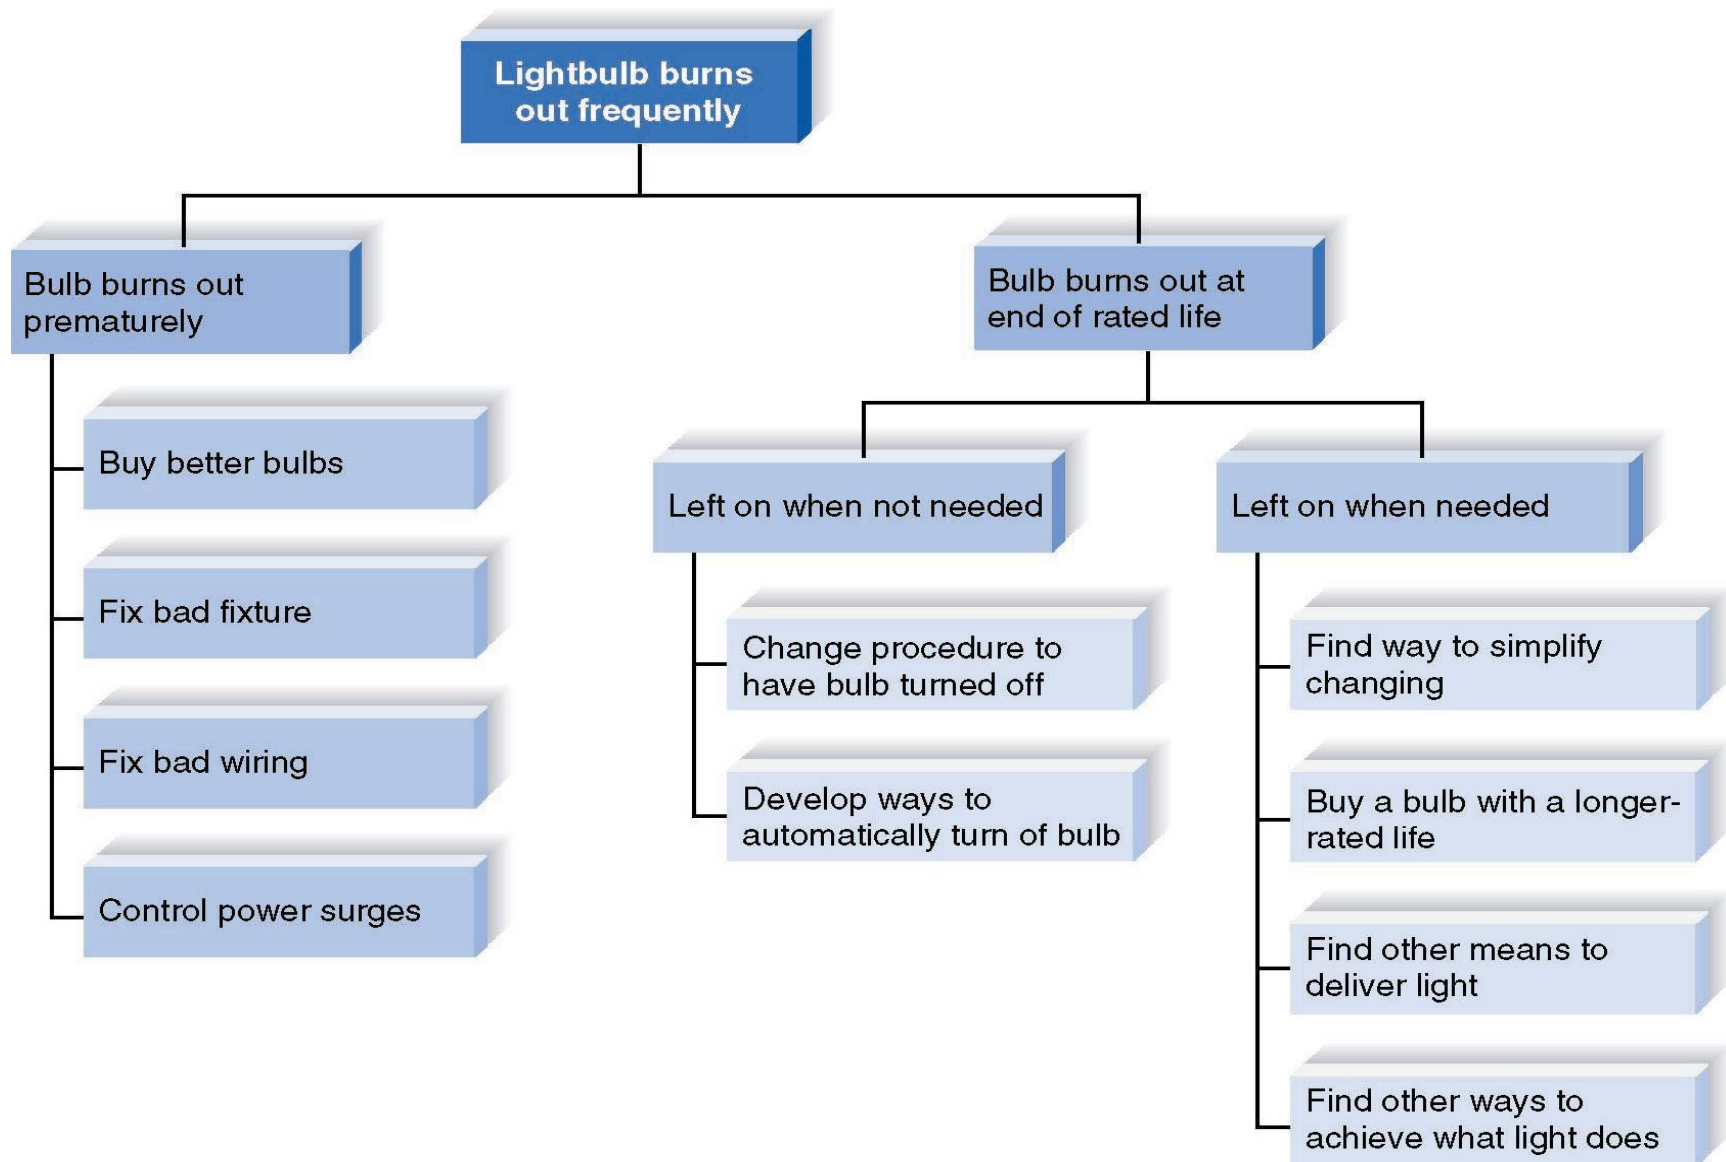 Lightbulb burns
out frequently
Bulb burns out
prematurely
Buy better bulbs
Fix bad fixture
Fix bad wiring
Control power surges
Bulb burns out at
end of rated life
Left on when not needed
Change procedure to
have bulb turned off
Develop ways to
automatically turn of bulb
Left on when needed
Find way to simplify
changing
Buy a bulb with a longer-
rated life
Find other means to
deliver light
Find other ways to
achieve what light does